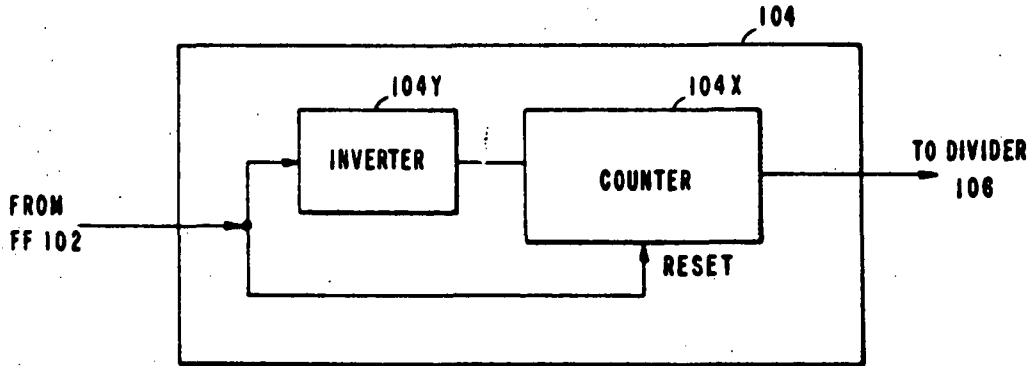 104
104Y
104X
INVERTER
COUNTER
TO DIVIDER
106
FROM
FF 102
RESET